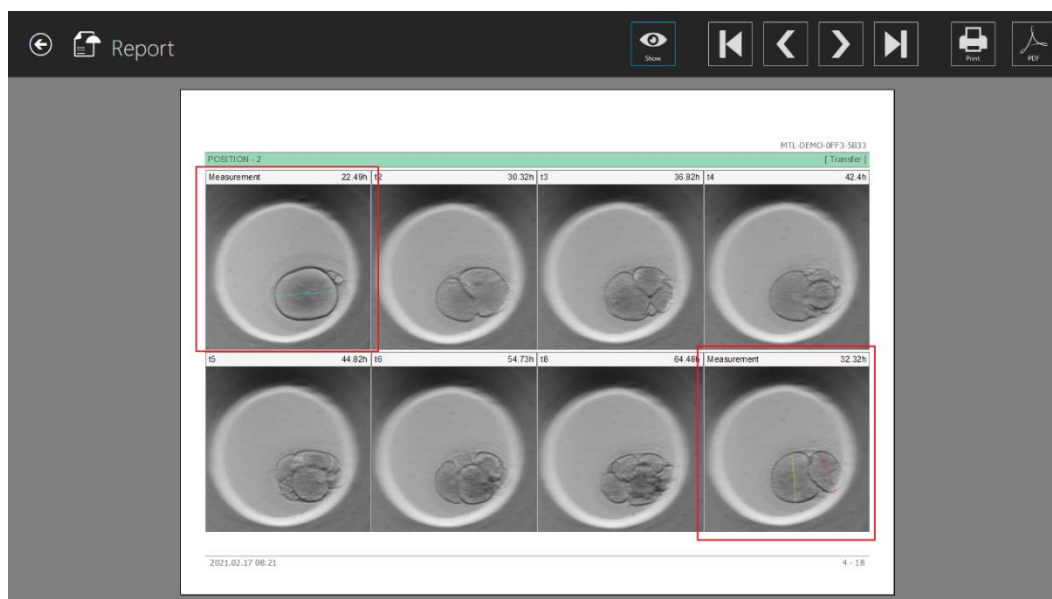 Report
Show
Print
PDF
MTL-DEMO-0FF3-5B33
POSITION - 2 [ Transfer ]
Measurement 22.49h t2 30.32h t3 36.82h t4 42.4h
t5 44.82h t6 54.73h t8 64.48h Measurement 32.32h
2021.02.17 08:21 4 - 18